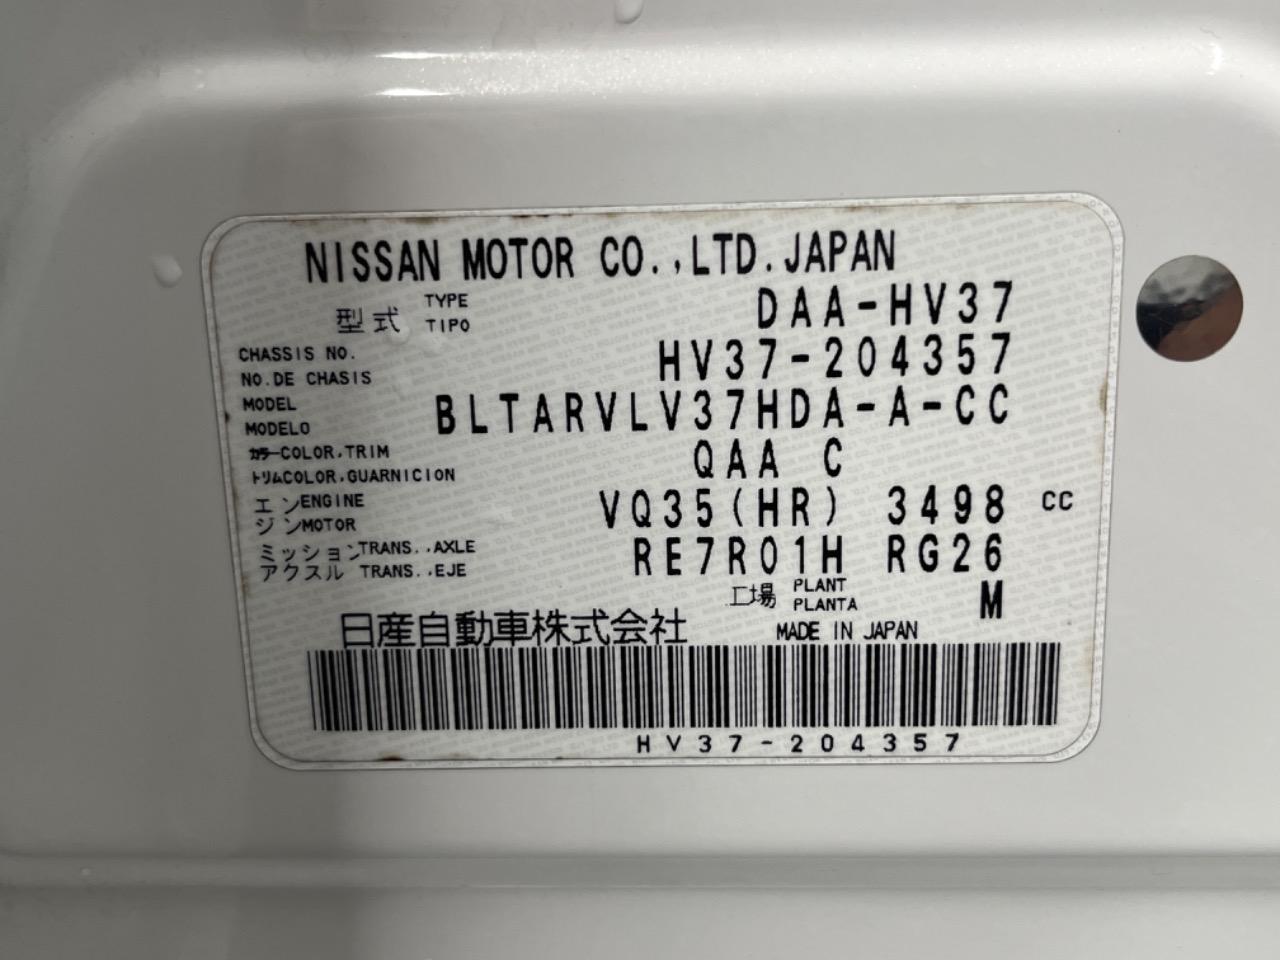 NISSAN MOTOR CO.,LTD.JAPAN
型式 TYPE TIPO DAA-HV37
CHASSIS NO.
NO.DE CHASIS HV37-204357
MODEL
MODELO BLTARVLV37HDA-A-CC
カラーCOLOR,TRIM
トリムCOLOR,GUARNICION QAA C
エンENGINE
ジンMOTOR VQ35(HR) 3498 CC
ミッションTRANS.,AXLE
アクスル TRANS.,EJE RE7R01H RG26
工場 PLANT PLANTA M
日産自動車株式会社 MADE IN JAPAN
HV37-204357